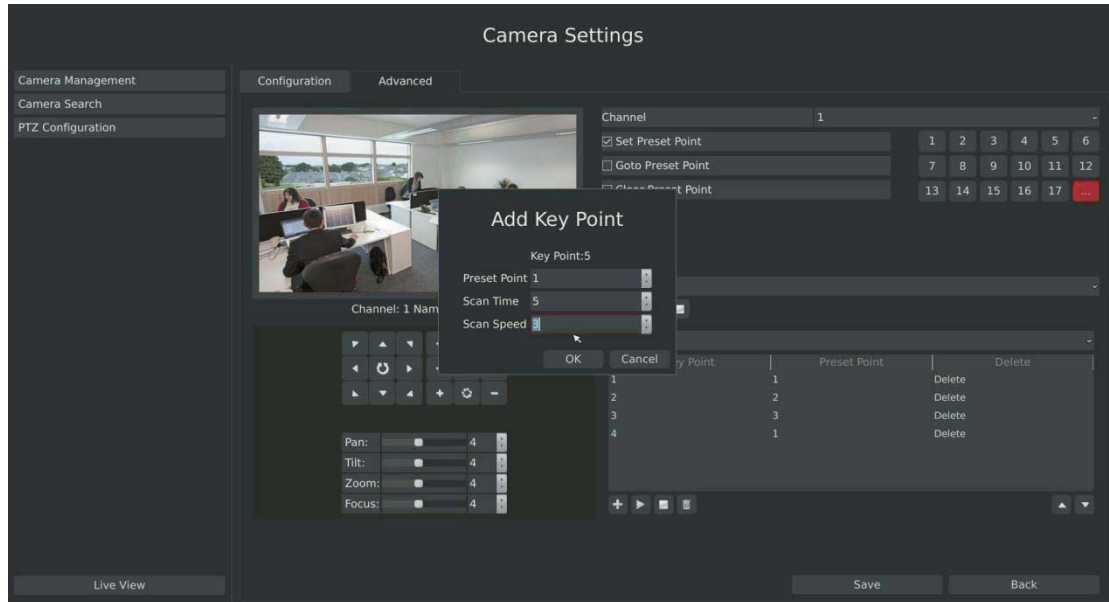 Camera Settings
Camera Management
Camera Search
PTZ Configuration
Configuration Advanced
Channel 1
Set Preset Point 1 2 3 4 5 6
Goto Preset Point 7 8 9 10 11 12
Preset Point 13 14 15 16 17 ...
Add Key Point
Key Point:5
Preset Point 1
Scan Time 5
Scan Speed 3
OK Cancel
Channel: 1 Nam
Point Preset Point Delete
1 1 Delete
2 2 Delete
3 3 Delete
4 1 Delete
Pan: 4
Tilt: 4
Zoom: 4
Focus: 4
Live View Save Back